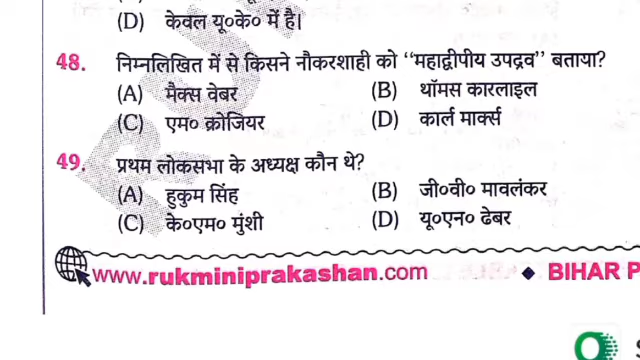 (D) केवल यू०के० में है।
48. निम्नलिखित में से किसने नौकरशाही को "महाद्वीपीय उपद्रव" बताया?
(A) मैक्स वेबर (B) थॉमस कारलाइल
(C) एम० क्रोजियर (D) कार्ल मार्क्स
49. प्रथम लोकसभा के अध्यक्ष कौन थे?
(A) हुकुम सिंह (B) जी०वी० मावलंकर
(C) के०एम० मुंशी (D) यू०एन० ढेबर
www.rukminiprakashan.com ◆ BIHAR P